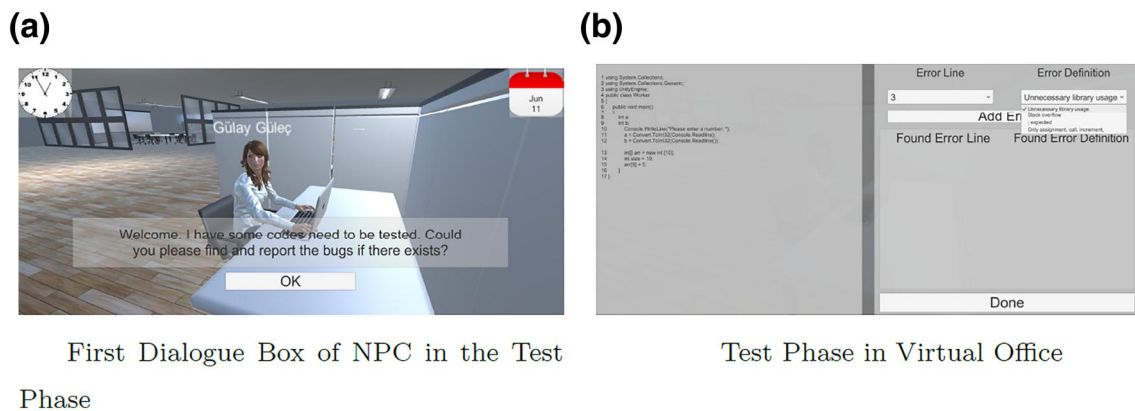 (a)
(b)
Gülay Güleç
Jun
11
Welcome. I have some codes need to be tested. Could
you please find and report the bugs if there exists?
OK
1 using System.Collections;
2 using System.Collections.Generic;
3 using UnityEngine;
4 public class Worker
5 {
6 public void main()
7 {
8 int a
9 int b;
10 Console.WriteLine("Please enter a number: ");
11 a = Convert.ToInt32(Console.Readline());
12 b = Convert.ToInt32(Console.Readline());
13 int[] arr = new int [10];
14 int size = 10;
15
16 }
17 }
Error Line
Error Definition
3
Unnecessary library usage
Unnecessary library usage
Stack overflow
; expected
Only assignment, call, increment,
Add Er
Found Error Line
Found Error Definition
Done
First Dialogue Box of NPC in the Test
Phase
Test Phase in Virtual Office